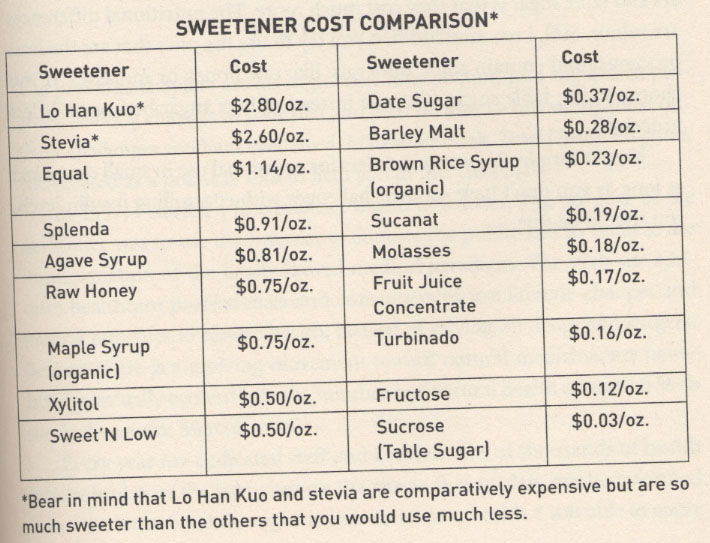 SWEETENER COST COMPARISON*
Sweetener Cost Sweetener Cost
Lo Han Kuo* $2.80/oz. Date Sugar $0.37/oz.
Stevia* $2.60/oz. Barley Malt $0.28/oz.
Equal $1.14/oz. Brown Rice Syrup $0.23/oz.
(organic)
Splenda $0.91/oz. Sucanat $0.19/oz.
Agave Syrup $0.81/oz. Molasses $0.18/oz.
Raw Honey $0.75/oz. Fruit Juice $0.17/oz.
Concentrate
Maple Syrup $0.75/oz. Turbinado $0.16/oz.
(organic)
Xylitol $0.50/oz. Fructose $0.12/oz.
Sweet'N Low $0.50/oz. Sucrose $0.03/oz.
(Table Sugar)
*Bear in mind that Lo Han Kuo and stevia are comparatively expensive but are so
much sweeter than the others that you would use much less.